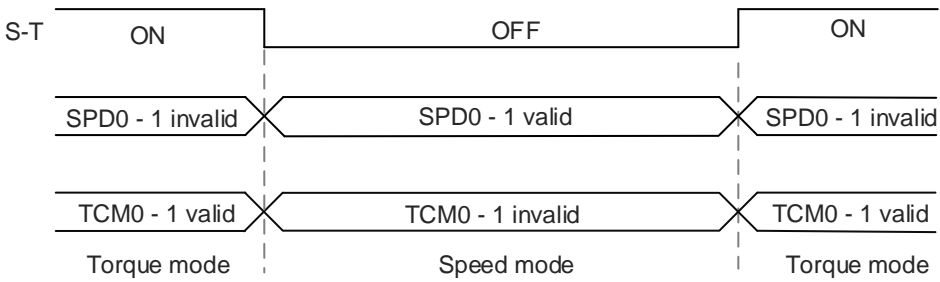 S-T ON OFF ON
SPD0 - 1 invalid SPD0 - 1 valid SPD0 - 1 invalid
TCM0 - 1 valid TCM0 - 1 invalid TCM0 - 1 valid
Torque mode Speed mode Torque mode